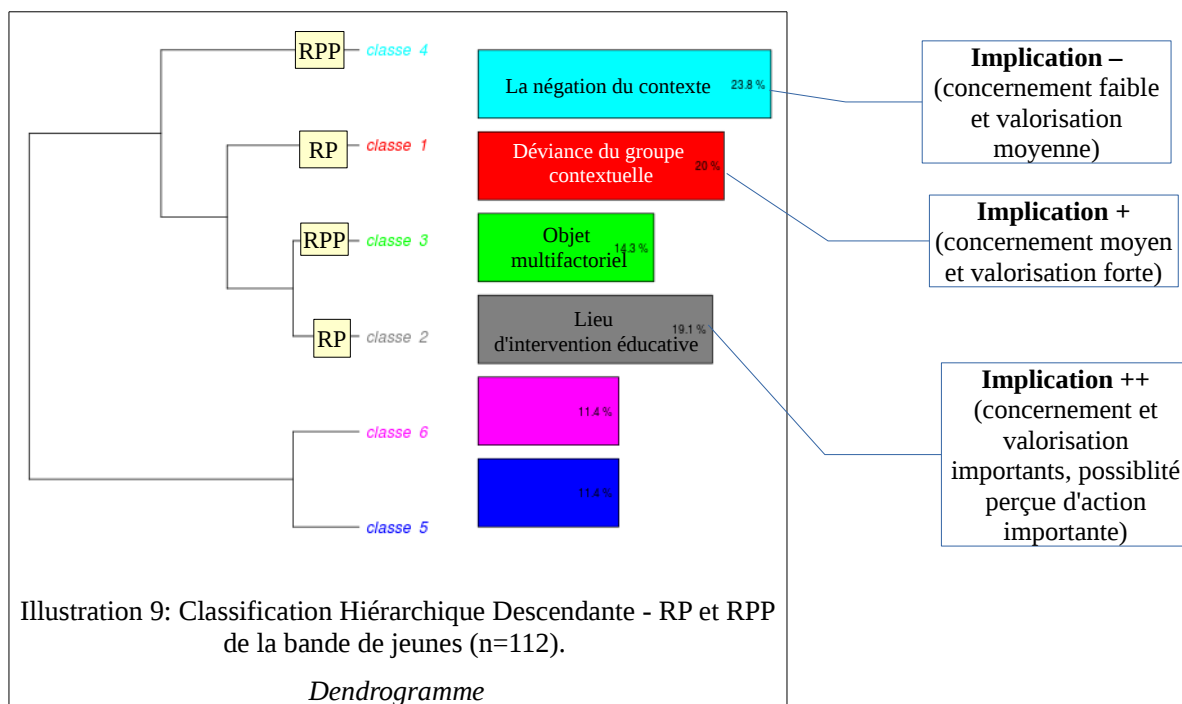 RPP classe 4
La négation du contexte 23.8 %
RP classe 1
Déviance du groupe
contextuelle 20 %
RPP classe 3
Objet
multifactoriel 14.3 %
RP classe 2
Lieu
d'intervention éducative 19.1 %
classe 6
11.4 %
classe 5
11.4 %
Implication –
(concernement faible
et valorisation
moyenne)
Implication +
(concernement moyen
et valorisation forte)
Implication ++
(concernement et
valorisation
importants, possiblité
perçue d'action
importante)
Illustration 9: Classification Hiérarchique Descendante - RP et RPP
de la bande de jeunes (n=112).
Dendrogramme